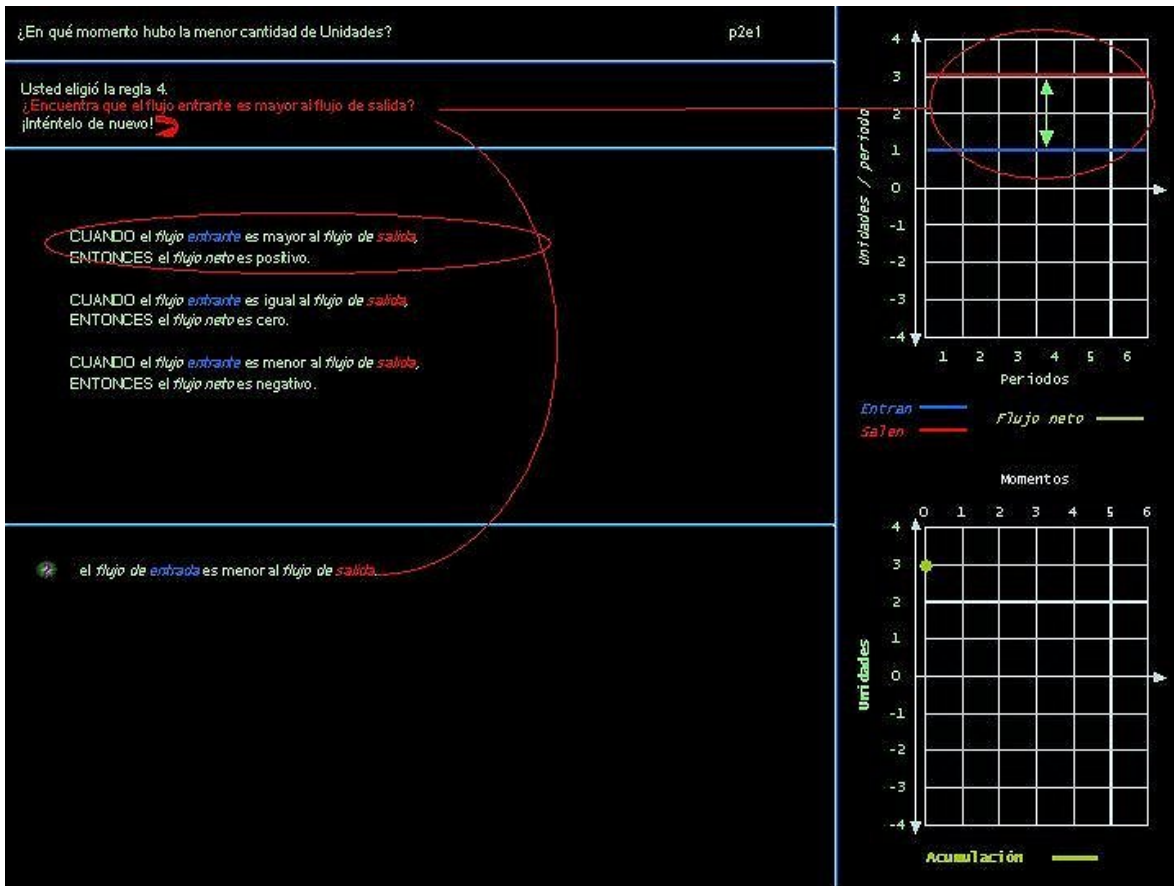 ¿En qué momento hubo la menor cantidad de Unidades?
p2e1
Usted eligió la regla 4.
¿Encuentra que el flujo entrante es mayor al flujo de salida?
¡Inténtelo de nuevo!
CUANDO el flujo entrante es mayor al flujo de salida,
ENTONCES el flujo neto es positivo.
CUANDO el flujo entrante es igual al flujo de salida,
ENTONCES el flujo neto es cero.
CUANDO el flujo entrante es menor al flujo de salida,
ENTONCES el flujo neto es negativo.
el flujo de entrada es menor al flujo de salida.
4
3
2
1
0
-1
-2
-3
-4
Unidades / periodo
1 2 3 4 5 6
Periodos
Entran
Salen
Flujo neto
Momentos
0 1 2 3 4 5 6
4
3
2
1
0
-1
-2
-3
-4
Unidades
Acumulación